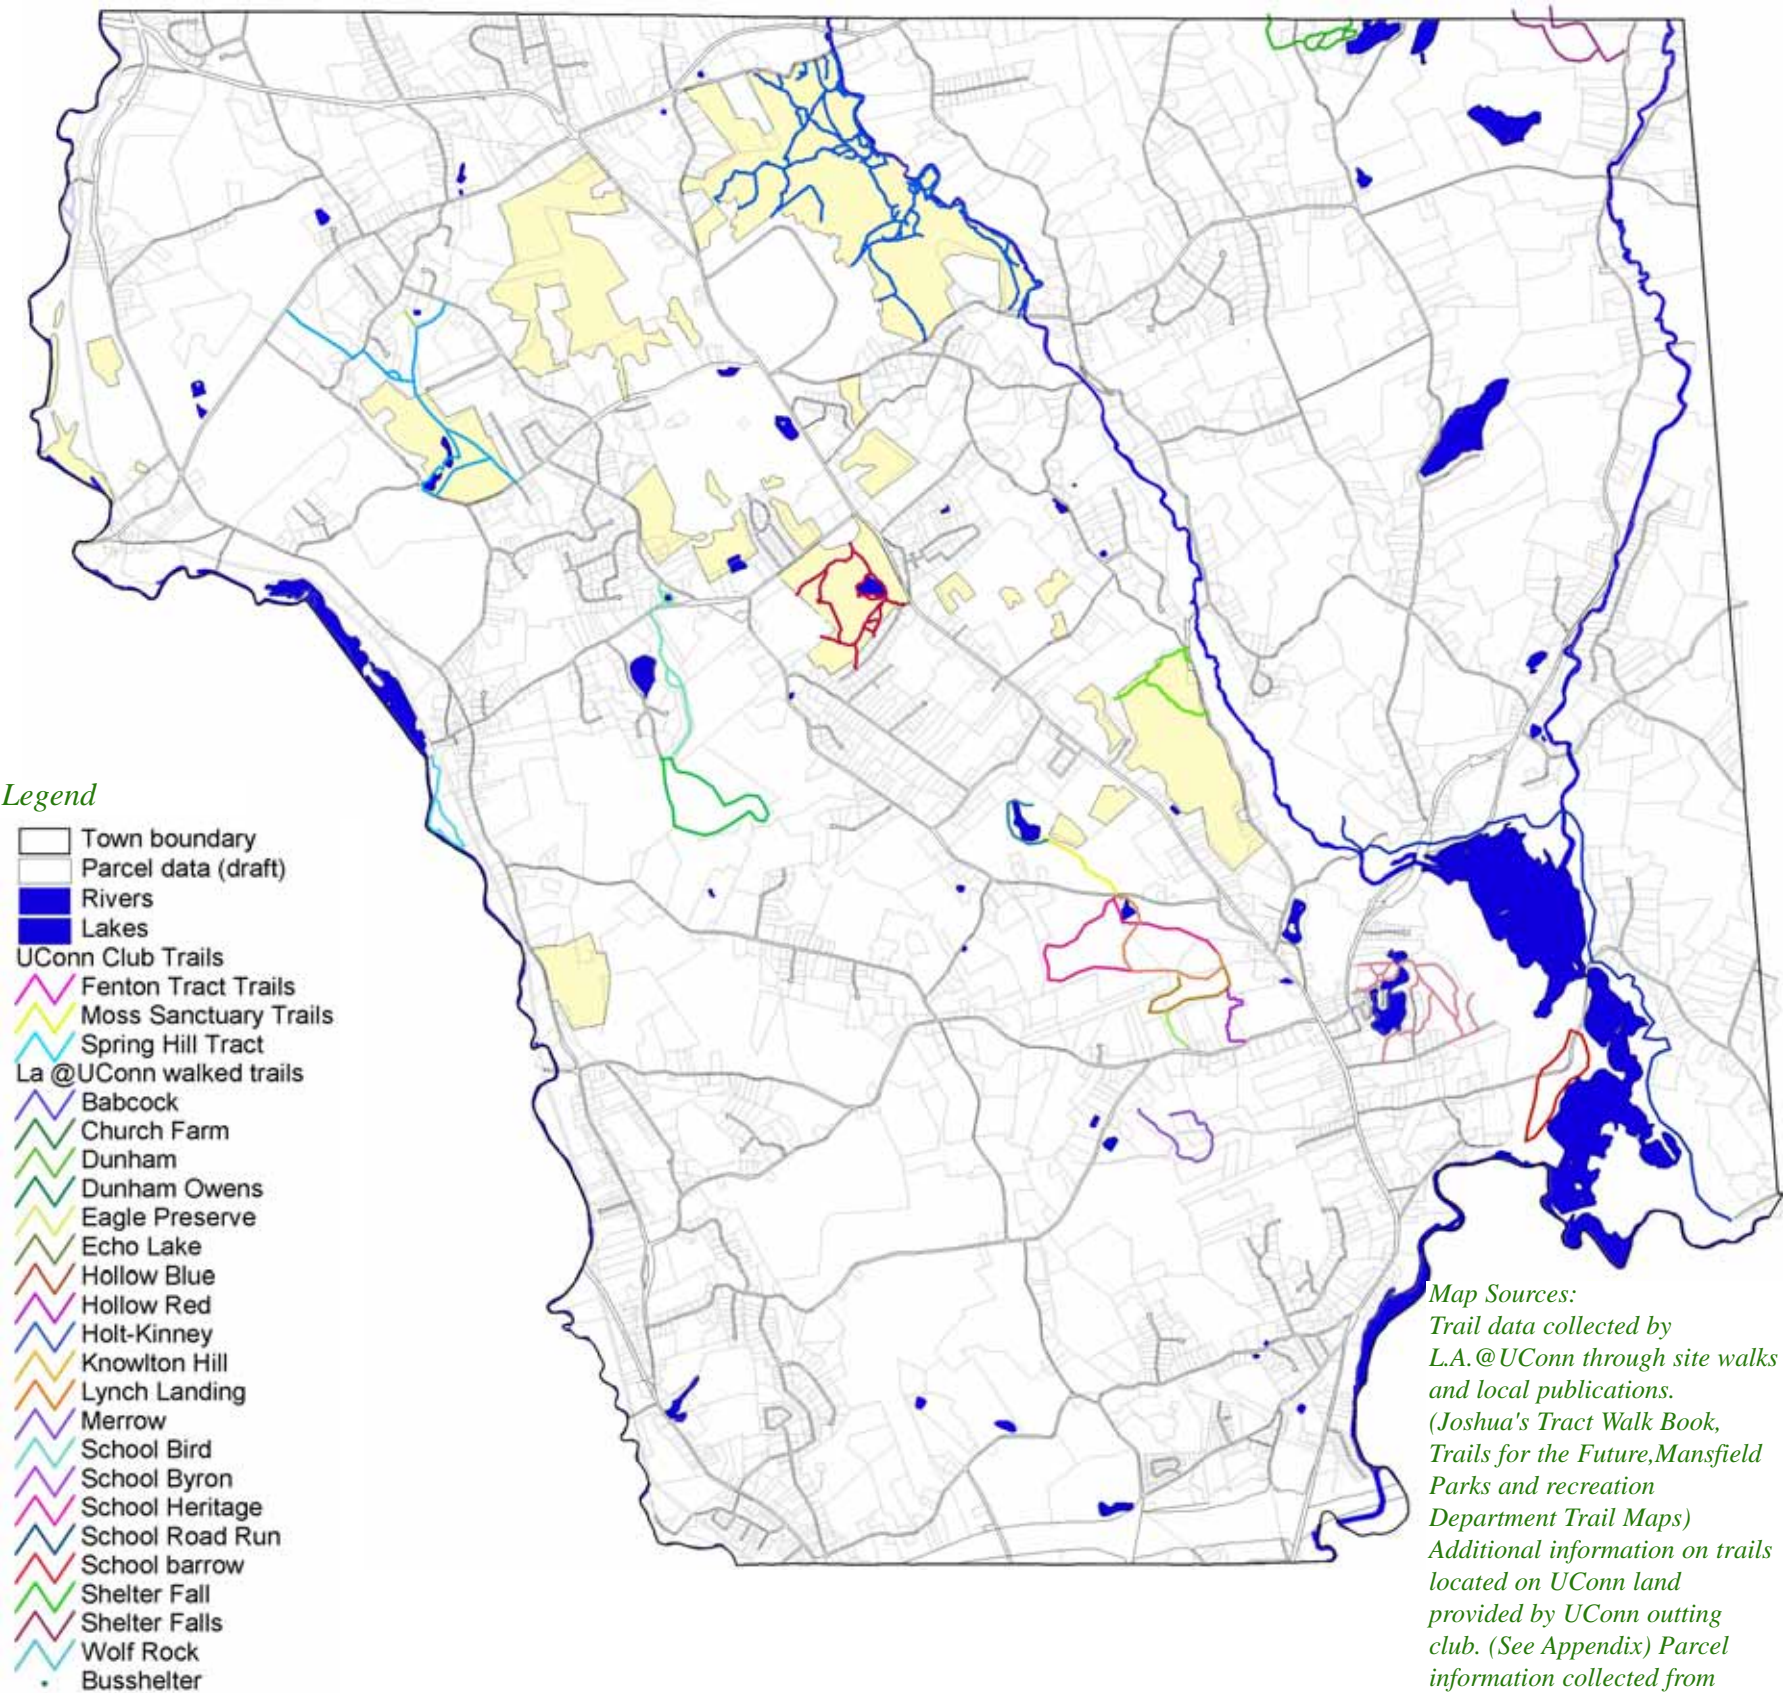 Legend
Town boundary
Parcel data (draft)
Rivers
Lakes
UConn Club Trails
Fenton Tract Trails
Moss Sanctuary Trails
Spring Hill Tract
La @UConn walked trails
Babcock
Church Farm
Dunham
Dunham Owens
Eagle Preserve
Echo Lake
Hollow Blue
Hollow Red
Holt-Kinney
Knowlton Hill
Lynch Landing
Merrow
School Bird
School Byron
School Heritage
School Road Run
School barrow
Shelter Fall
Shelter Falls
Wolf Rock
Busshelter
Map Sources:
Trail data collected by
L.A.@UConn through site walks
and local publications.
(Joshua's Tract Walk Book,
Trails for the Future,Mansfield
Parks and recreation
Department Trail Maps)
Additional information on trails
located on UConn land
provided by UConn outting
club. (See Appendix) Parcel
information collected from